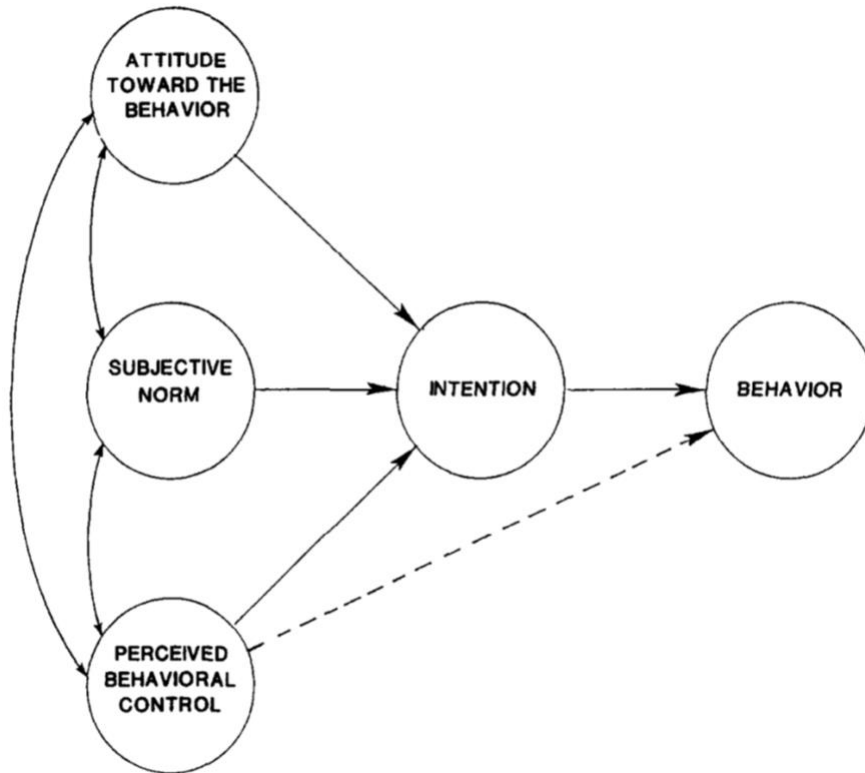 ATTITUDE
TOWARD THE
BEHAVIOR
SUBJECTIVE
NORM
INTENTION
BEHAVIOR
PERCEIVED
BEHAVIORAL
CONTROL